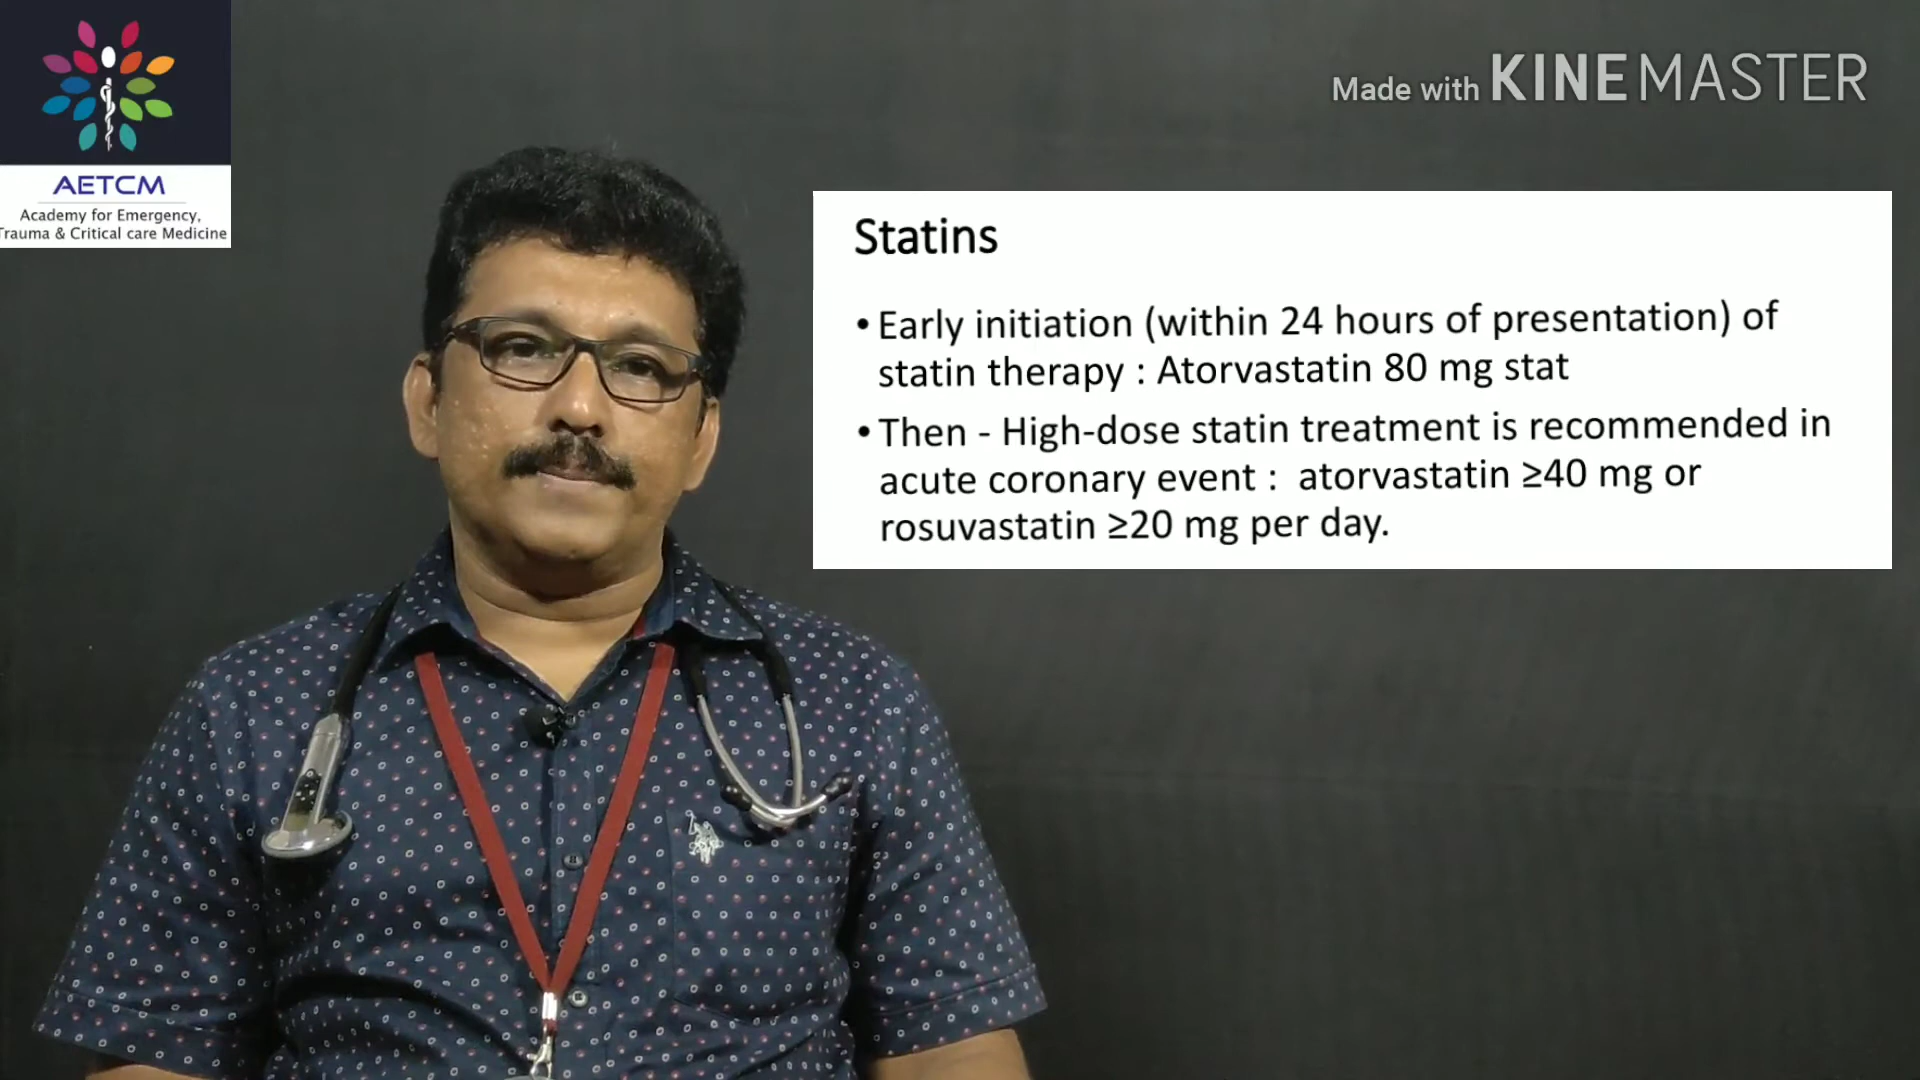 AETCM
Academy for Emergency,
Trauma & Critical care Medicine
Made with KINEMASTER
Statins
• Early initiation (within 24 hours of presentation) of
statin therapy : Atorvastatin 80 mg stat
• Then - High-dose statin treatment is recommended in
acute coronary event : atorvastatin ≥40 mg or
rosuvastatin ≥20 mg per day.